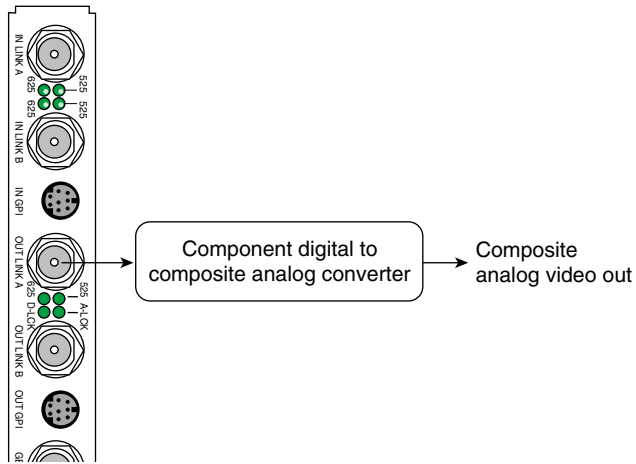 IN LINK A
625
525
625
525
IN LINK B
IN GPI
OUT LINK A
625
525
D-LCK
A-LCK
OUT LINK B
OUT GPI
Component digital to
composite analog converter
Composite
analog video out